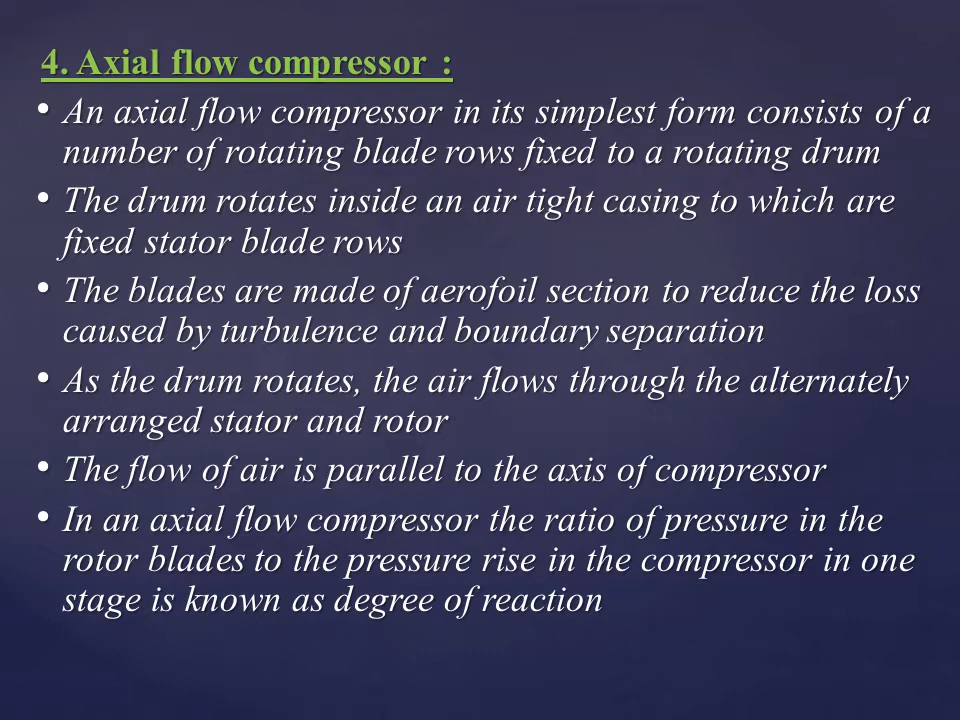 4. Axial flow compressor :
• An axial flow compressor in its simplest form consists of a
number of rotating blade rows fixed to a rotating drum
• The drum rotates inside an air tight casing to which are
fixed stator blade rows
• The blades are made of aerofoil section to reduce the loss
caused by turbulence and boundary separation
• As the drum rotates, the air flows through the alternately
arranged stator and rotor
• The flow of air is parallel to the axis of compressor
• In an axial flow compressor the ratio of pressure in the
rotor blades to the pressure rise in the compressor in one
stage is known as degree of reaction